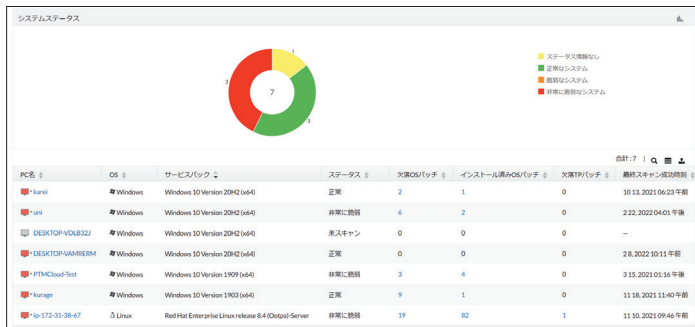 システムステータス
1
3
7
3
ステータス情報なし
正常なシステム
脆弱なシステム
非常に脆弱なシステム
合計:7 |
PC名 OS サービスパック ステータス 欠落OSパッチ インストール済みOSパッチ 欠落TPパッチ 最終スキャン成功時刻
karei Windows Windows 10 Version 20H2 (x64) 正常 2 1 0 10 13, 2021 06:23 午前
uni Windows Windows 10 Version 20H2 (x64) 非常に脆弱 6 2 0 2 22, 2022 04:01 午後
DESKTOP-VDLB32J Windows Windows 10 Version 20H2 (x64) 未スキャン 0 0 0 --
DESKTOP-VAMRERM Windows Windows 10 Version 20H2 (x64) 正常 0 0 0 2 8, 2022 10:11 午前
PTMCloud-Test Windows Windows 10 Version 1909 (x64) 非常に脆弱 3 4 0 3 15, 2021 01:16 午後
kurage Windows Windows 10 Version 1903 (x64) 正常 9 1 0 11 18, 2021 11:40 午前
ip-172-31-38-67 Linux Red Hat Enterprise Linux release 8.4 (Ootpa)-Server 非常に脆弱 19 82 1 11 10, 2021 09:46 午前